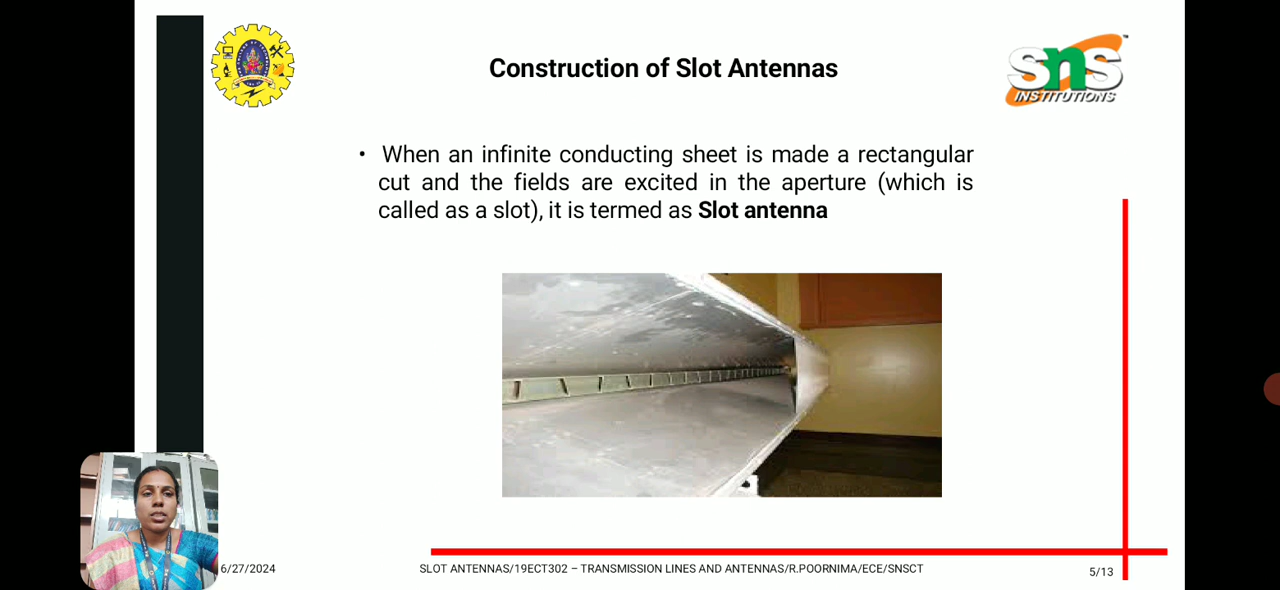 sns
INSTITUTIONS
Construction of Slot Antennas
• When an infinite conducting sheet is made a rectangular
cut and the fields are excited in the aperture (which is
called as a slot), it is termed as Slot antenna
6/27/2024
SLOT ANTENNAS/19ECT302 – TRANSMISSION LINES AND ANTENNAS/R.POORNIMA/ECE/SNSCT
5/13